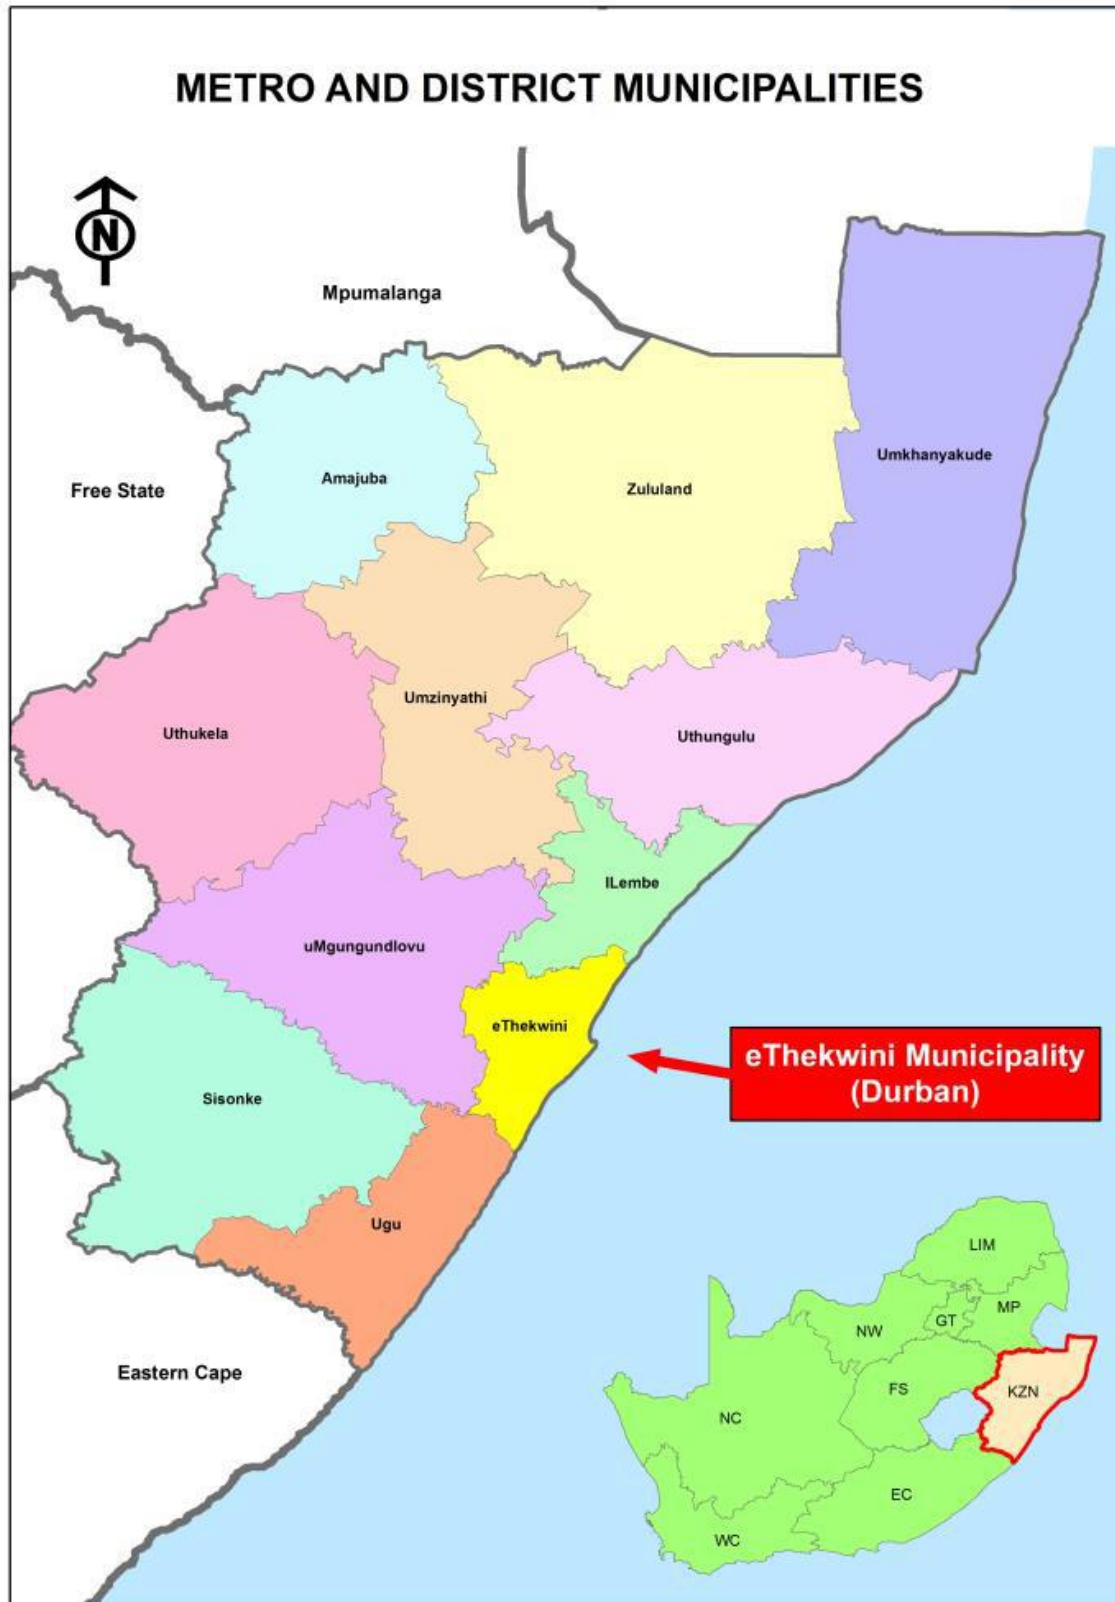 METRO AND DISTRICT MUNICIPALITIES
N
Mpumalanga
Free State
Amajuba
Zululand
Umkhanyakude
Uthukela
Umzinyathi
Uthungulu
ILembe
uMgungundlovu
eThekwini
eThekwini Municipality
(Durban)
Sisonke
Ugu
Eastern Cape
LIM
MP
GT
NW
FS
KZN
NC
EC
WC